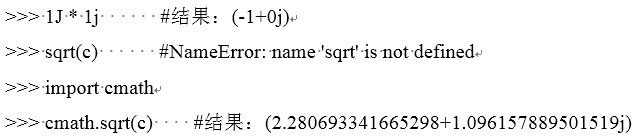 >>> 1J * 1j      #结果：(-1+0j)
>>> sqrt(c)      #NameError: name 'sqrt' is not defined
>>> import cmath
>>> cmath.sqrt(c)    #结果：(2.280693341665298+1.096157889501519j)